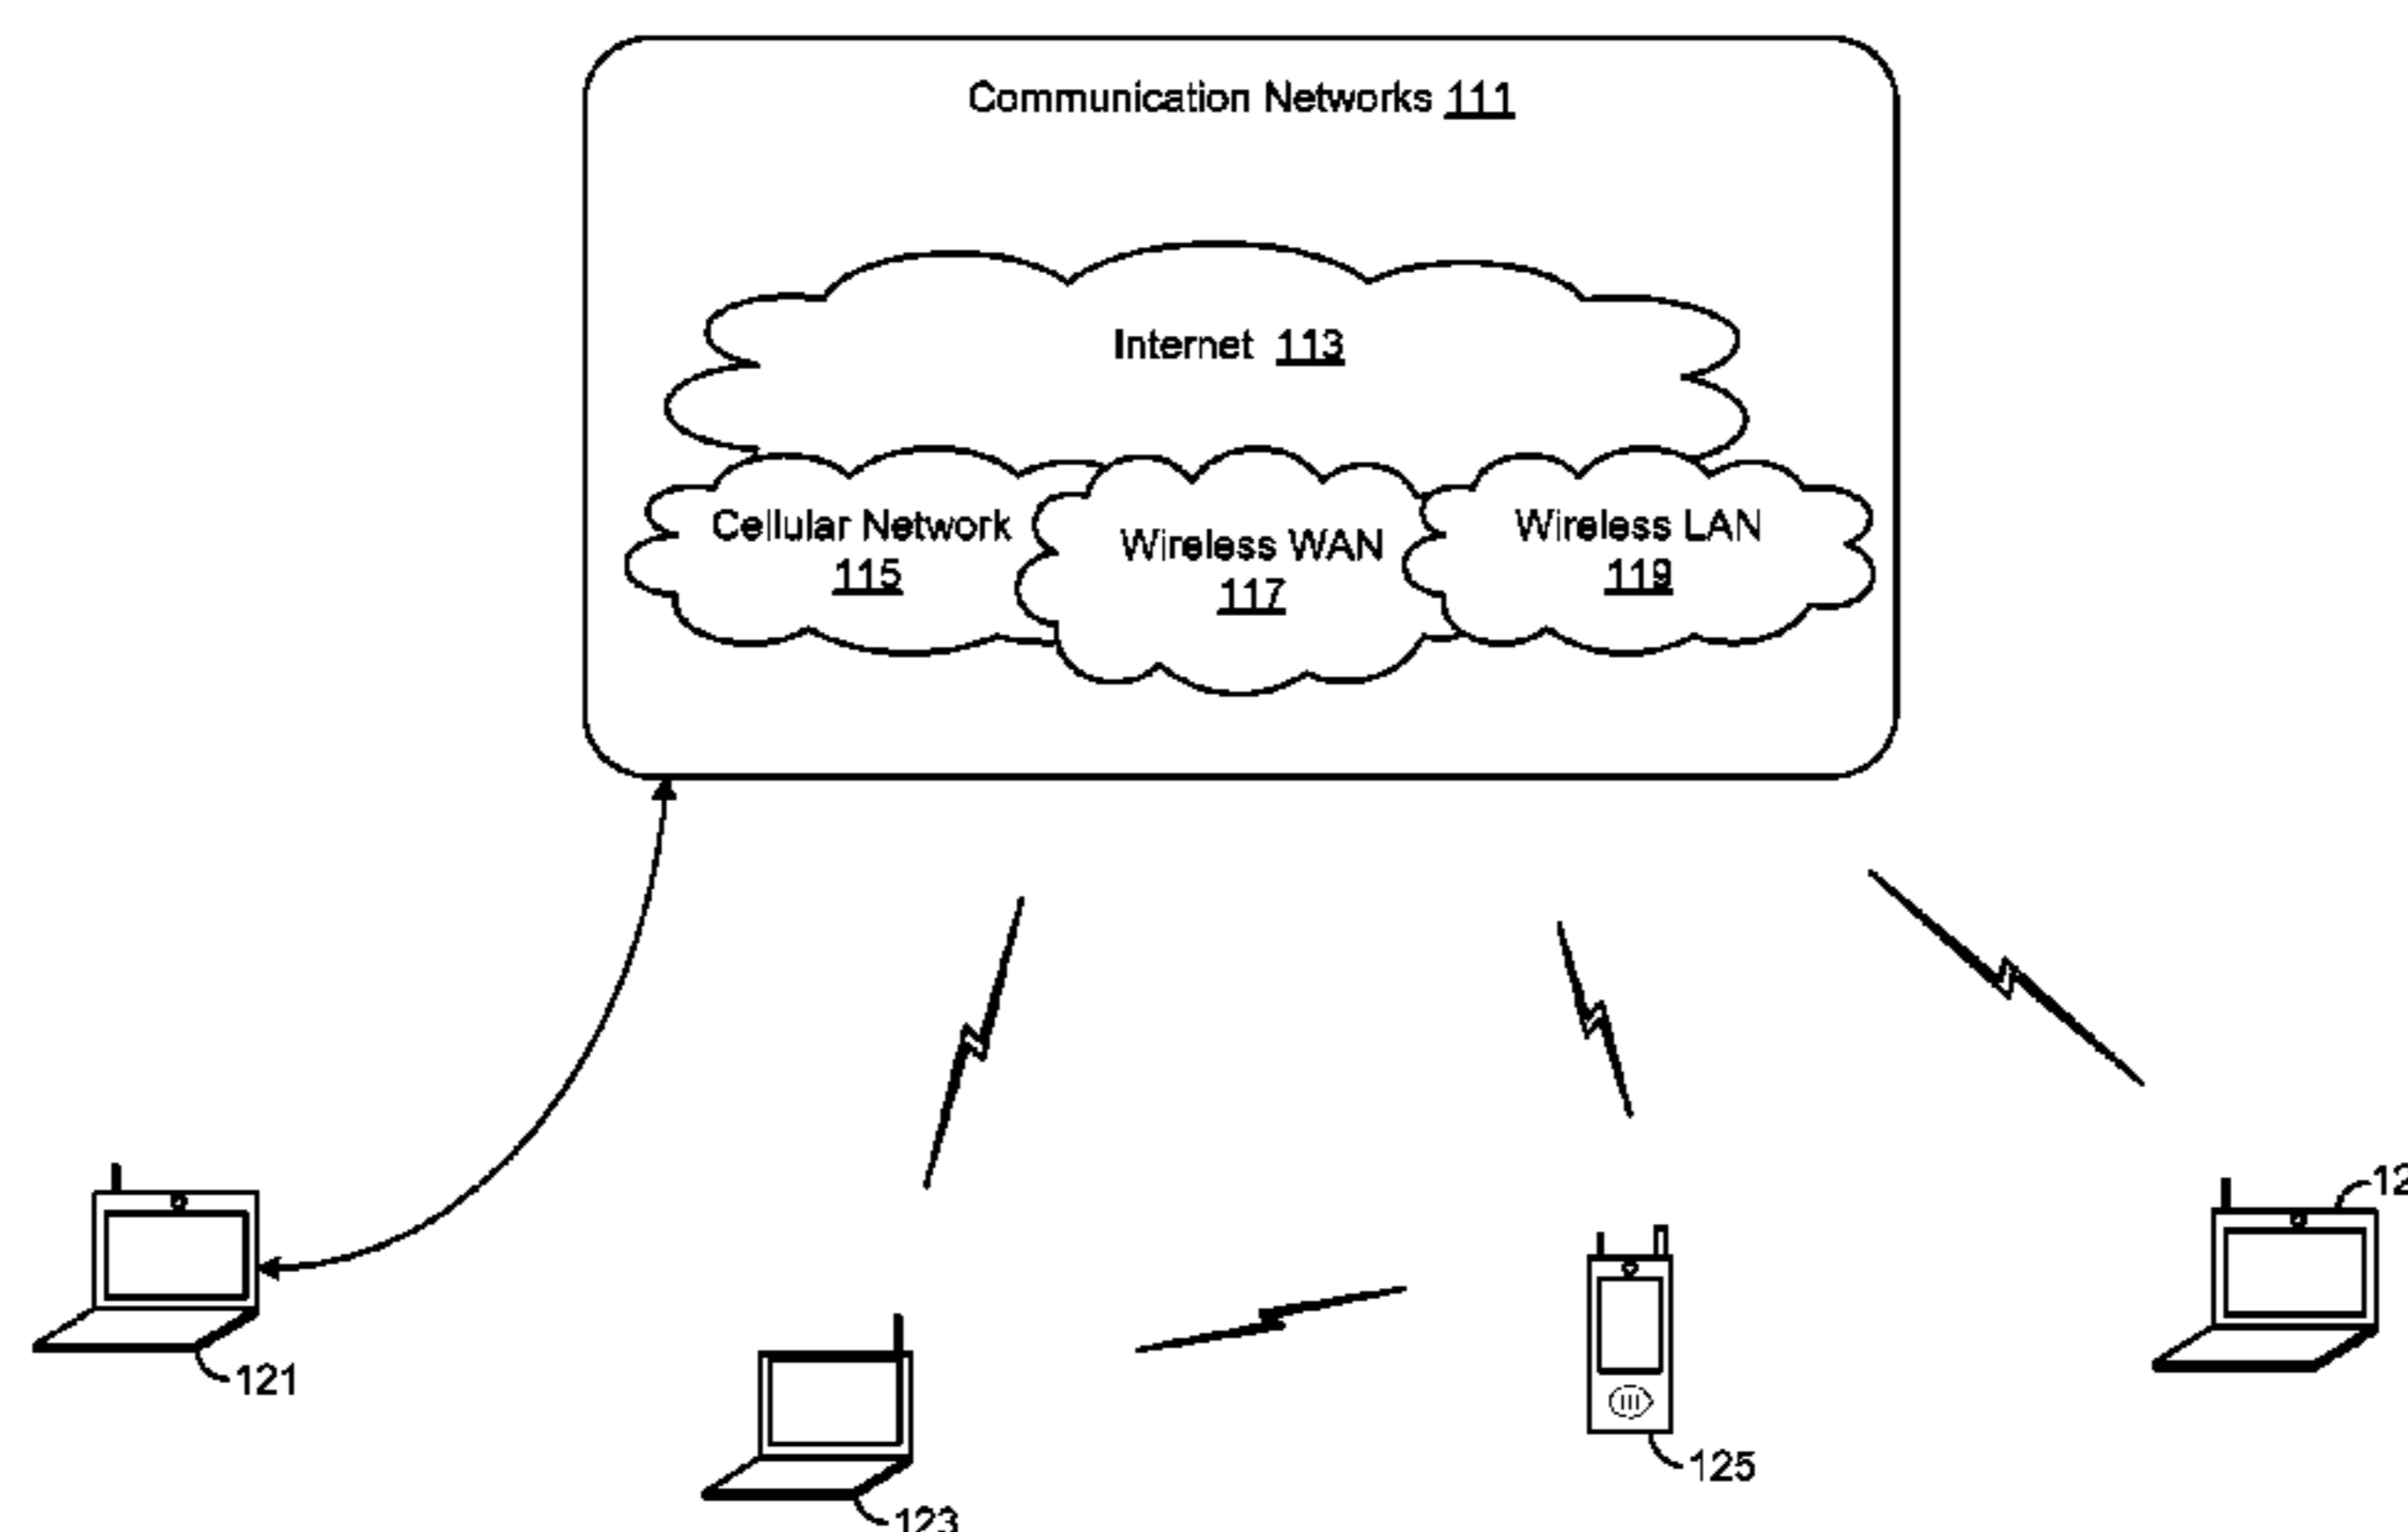 Communication Networks 111
Internet 113
Cellular Network
115
Wireless WAN
117
Wireless LAN
119
121
123
125